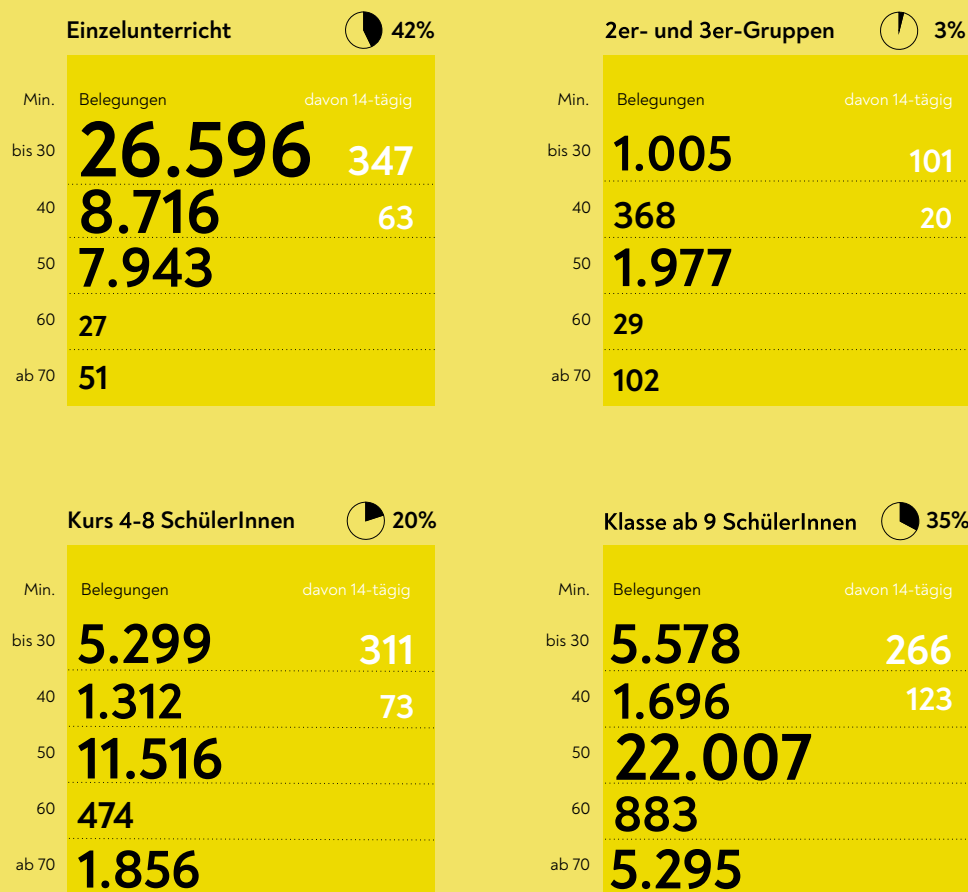 Einzelunterricht 42%
Min. Belegungen davon 14-tägig
bis 30 26.596 347
40 8.716 63
50 7.943
60 27
ab 70 51
2er- und 3er-Gruppen 3%
Min. Belegungen davon 14-tägig
bis 30 1.005 101
40 368 20
50 1.977
60 29
ab 70 102
Kurs 4-8 SchülerInnen 20%
Min. Belegungen davon 14-tägig
bis 30 5.299 311
40 1.312 73
50 11.516
60 474
ab 70 1.856
Klasse ab 9 SchülerInnen 35%
Min. Belegungen davon 14-tägig
bis 30 5.578 266
40 1.696 123
50 22.007
60 883
ab 70 5.295